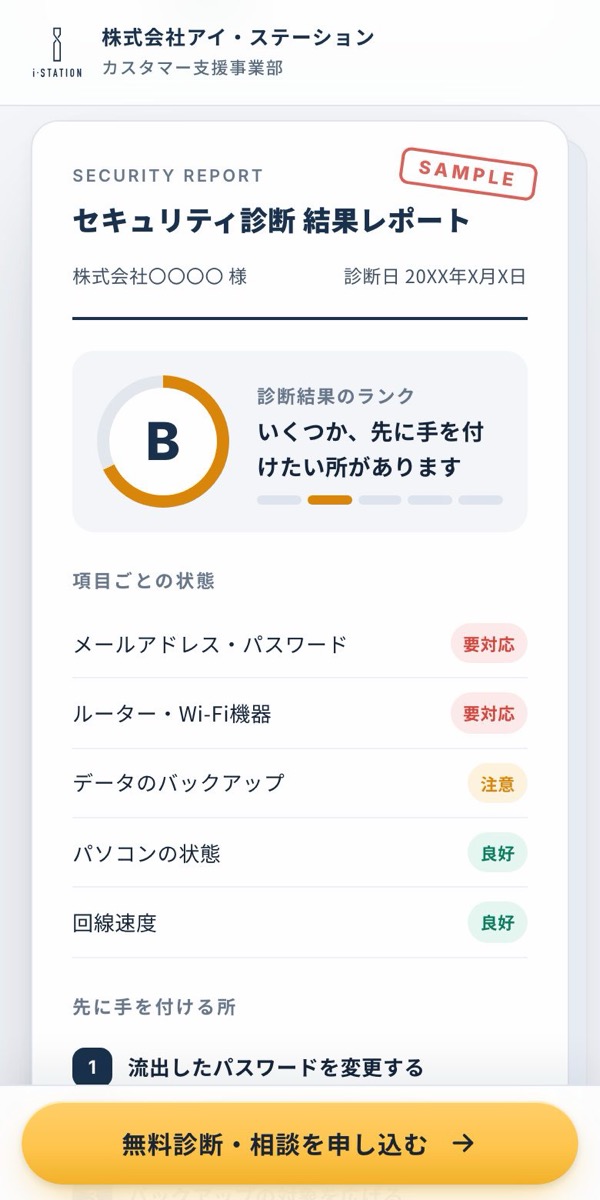 i·STATION
株式会社アイ・ステーション
カスタマー支援事業部
SECURITY REPORT
SAMPLE
セキュリティ診断 結果レポート
株式会社〇〇〇〇 様
診断日 20XX年X月X日
B
診断結果のランク
いくつか、先に手を付
けたい所があります
項目ごとの状態
メールアドレス・パスワード 要対応
ルーター・Wi-Fi機器 要対応
データのバックアップ 注意
パソコンの状態 良好
回線速度 良好
先に手を付ける所
1 流出したパスワードを変更する
無料診断・相談を申し込む →